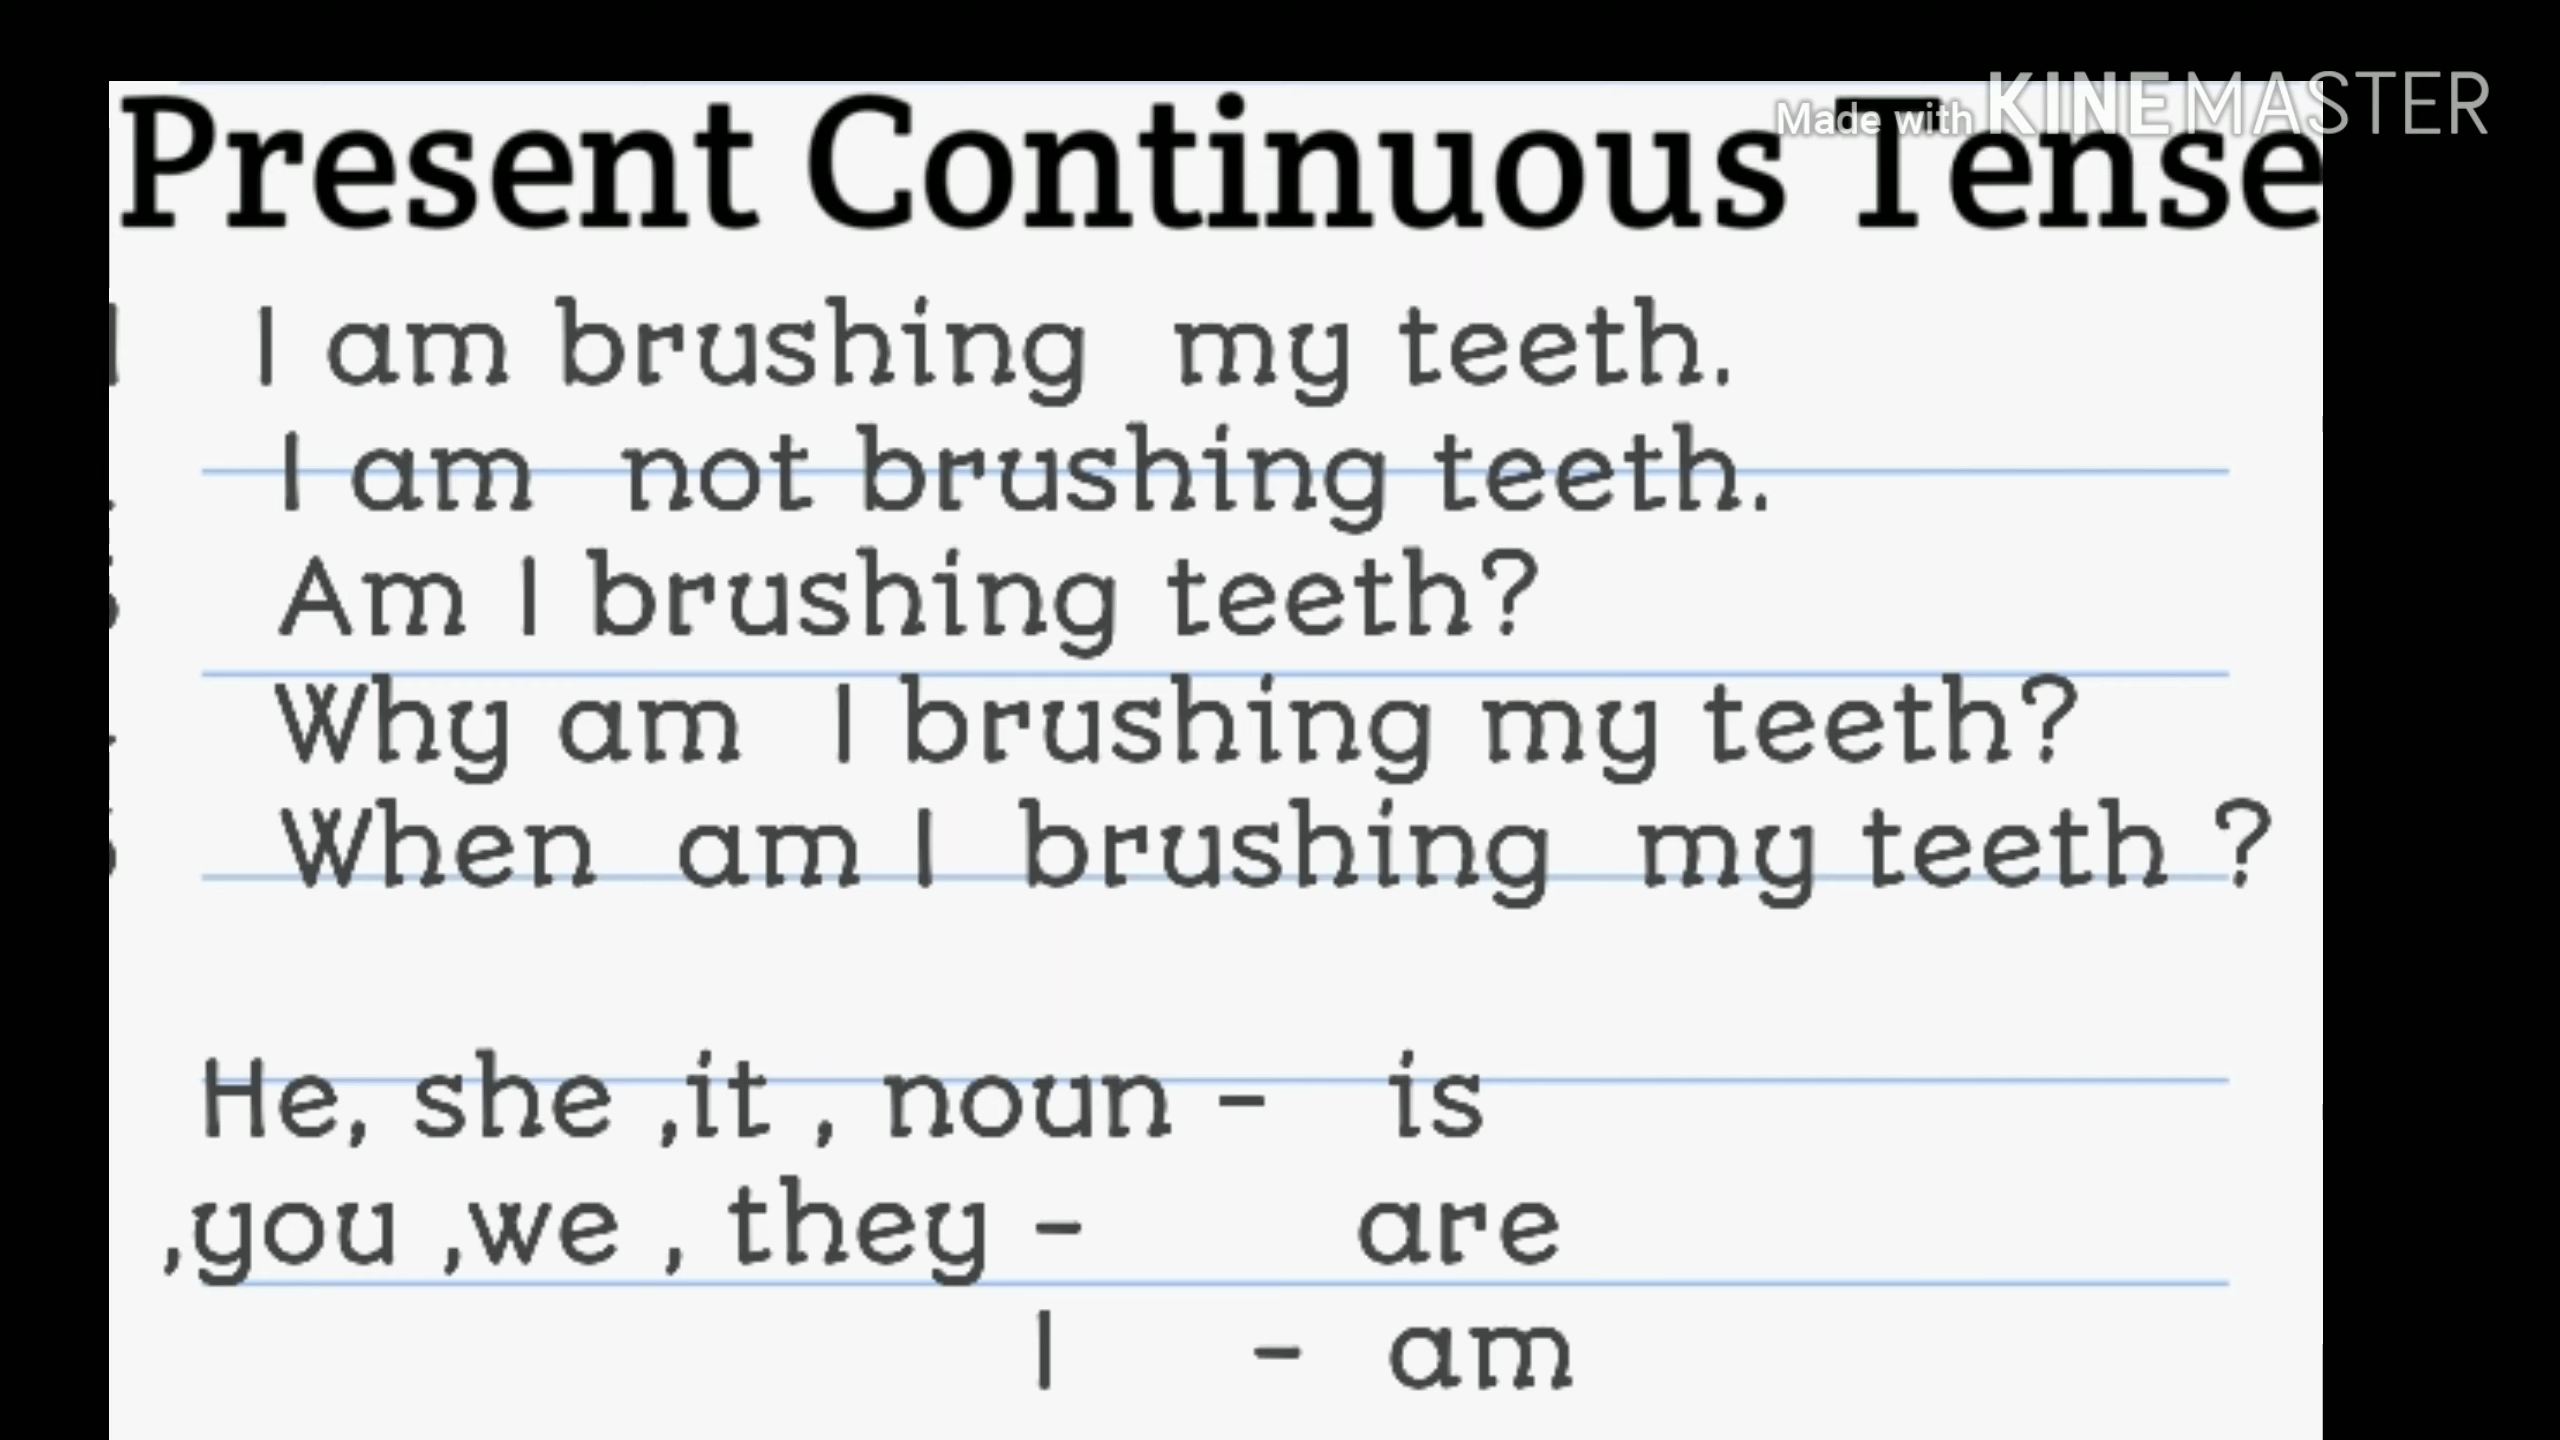 Made with KINEMASTER
Present Continuous Tense
1 I am brushing my teeth.
I am not brushing teeth.
Am I brushing teeth?
Why am I brushing my teeth?
When am I brushing my teeth ?
He, she ,it , noun - is
,you ,we , they - are
I - am